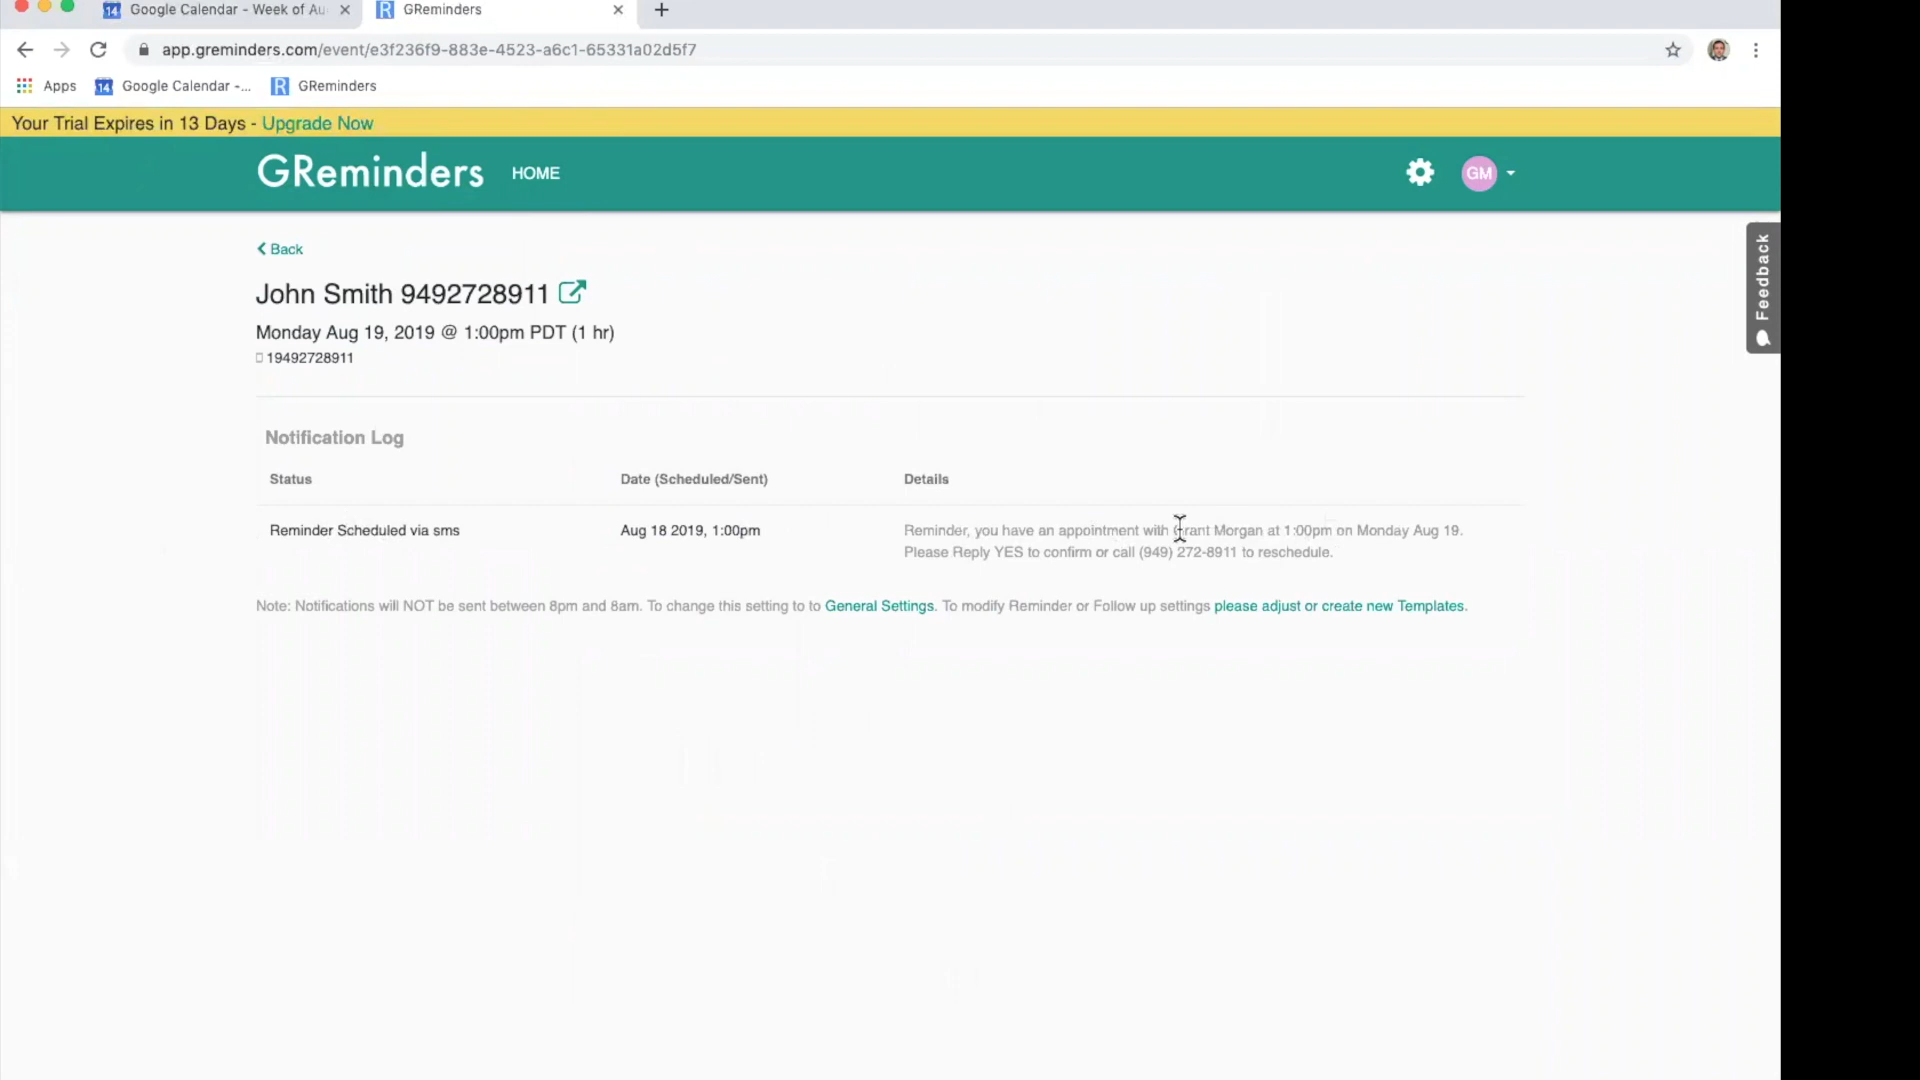 Google Calendar - Week of Au
GReminders
app.greminders.com/event/e3f236f9-883e-4523-a6c1-65331a02d5f7
Apps
14
Google Calendar -...
R
GReminders
Your Trial Expires in 13 Days - Upgrade Now
GReminders
HOME
GM
Feedback
Back
John Smith 9492728911
Monday Aug 19, 2019 @ 1:00pm PDT (1 hr)
19492728911
Notification Log
Status
Date (Scheduled/Sent)
Details
Reminder Scheduled via sms
Aug 18 2019, 1:00pm
Reminder, you have an appointment with Grant Morgan at 1:00pm on Monday Aug 19.
Please Reply YES to confirm or call (949) 272-8911 to reschedule.
Note: Notifications will NOT be sent between 8pm and 8am. To change this setting to to General Settings. To modify Reminder or Follow up settings please adjust or create new Templates.